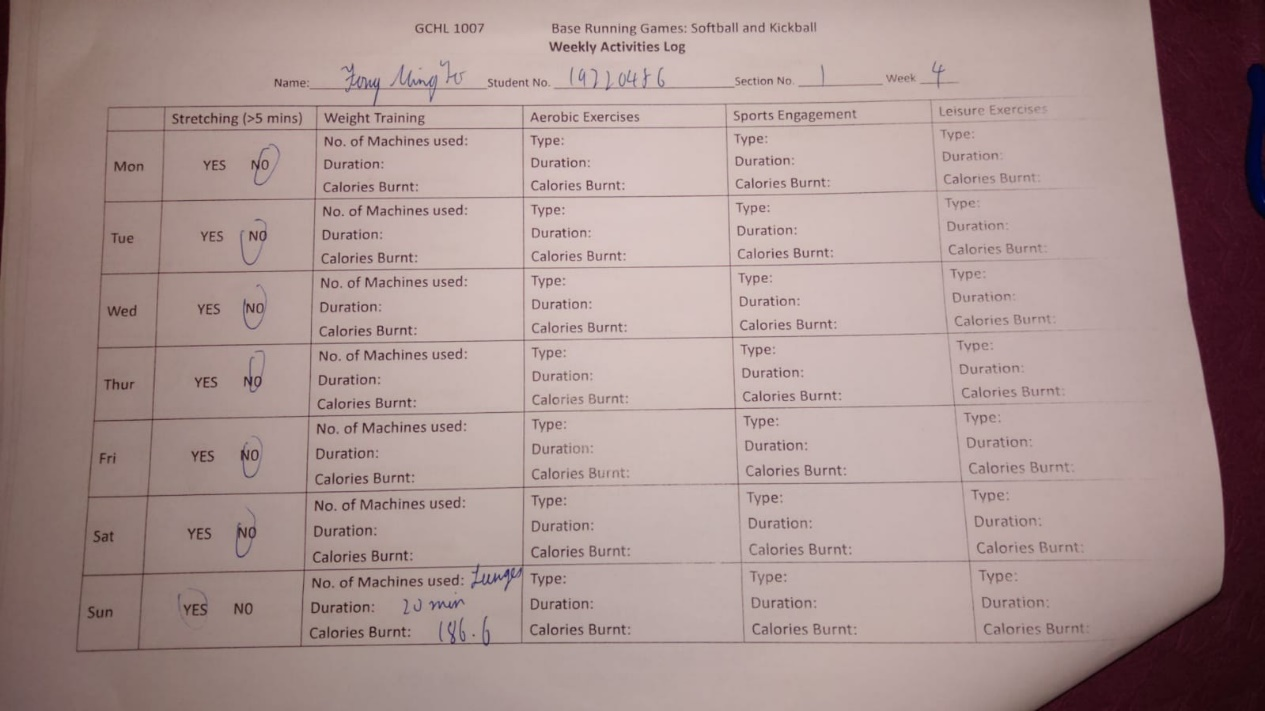 GCHL 1007 Base Running Games: Softball and Kickball
Weekly Activities Log
Name: Fong Ming Student No. Section No. 1 Week 4
Stretching (>5 mins) Weight Training Aerobic Exercises Sports Engagement Leisure Exercises
No. of Machines used: Type: Type: Type:
Mon YES NO Duration: Duration: Duration: Duration:
Calories Burnt: Calories Burnt: Calories Burnt: Calories Burnt:
No. of Machines used: Type: Type: Type:
Tue YES NO Duration: Duration: Duration: Duration:
Calories Burnt: Calories Burnt: Calories Burnt: Calories Burnt:
No. of Machines used: Type: Type: Type:
Wed YES NO Duration: Duration: Duration: Duration:
Calories Burnt: Calories Burnt: Calories Burnt: Calories Burnt:
No. of Machines used: Type: Type: Type:
Thur YES NO Duration: Duration: Duration: Duration:
Calories Burnt: Calories Burnt: Calories Burnt: Calories Burnt:
No. of Machines used: Type: Type: Type:
Fri YES NO Duration: Duration: Duration: Duration:
Calories Burnt: Calories Burnt: Calories Burnt: Calories Burnt:
No. of Machines used: Type: Type: Type:
Sat YES NO Duration: Duration: Duration: Duration:
Calories Burnt: Calories Burnt: Calories Burnt: Calories Burnt:
No. of Machines used: Lunges Type: Type: Type:
Sun YES NO Duration: 20 min Duration: Duration: Duration:
Calories Burnt: 186.6 Calories Burnt: Calories Burnt: Calories Burnt: